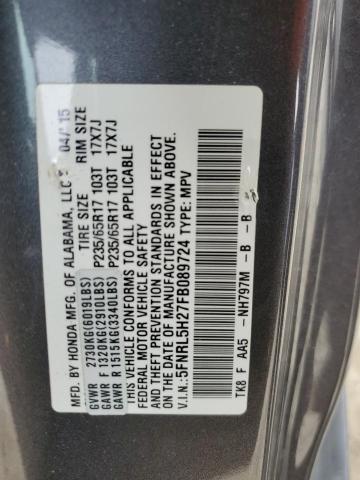 MFD. BY HONDA MFG. OF ALABAMA, LLC 04/15
TIRE SIZE RIM SIZE
GVWR 2730KG(6019LBS)
GAWR F 1320KG(2910LBS) P235/65R17 103T 17X7J
GAWR R 1515KG(3340LBS) P235/65R17 103T 17X7J
THIS VEHICLE CONFORMS TO ALL APPLICABLE
FEDERAL MOTOR VEHICLE SAFETY
AND THEFT PREVENTION STANDARDS IN EFFECT
ON THE DATE OF MANUFACTURE SHOWN ABOVE.
V.I.N.: 5FNRL5H27FB089724 TYPE: MPV
TK8 F AA5 -NH797M - B - B